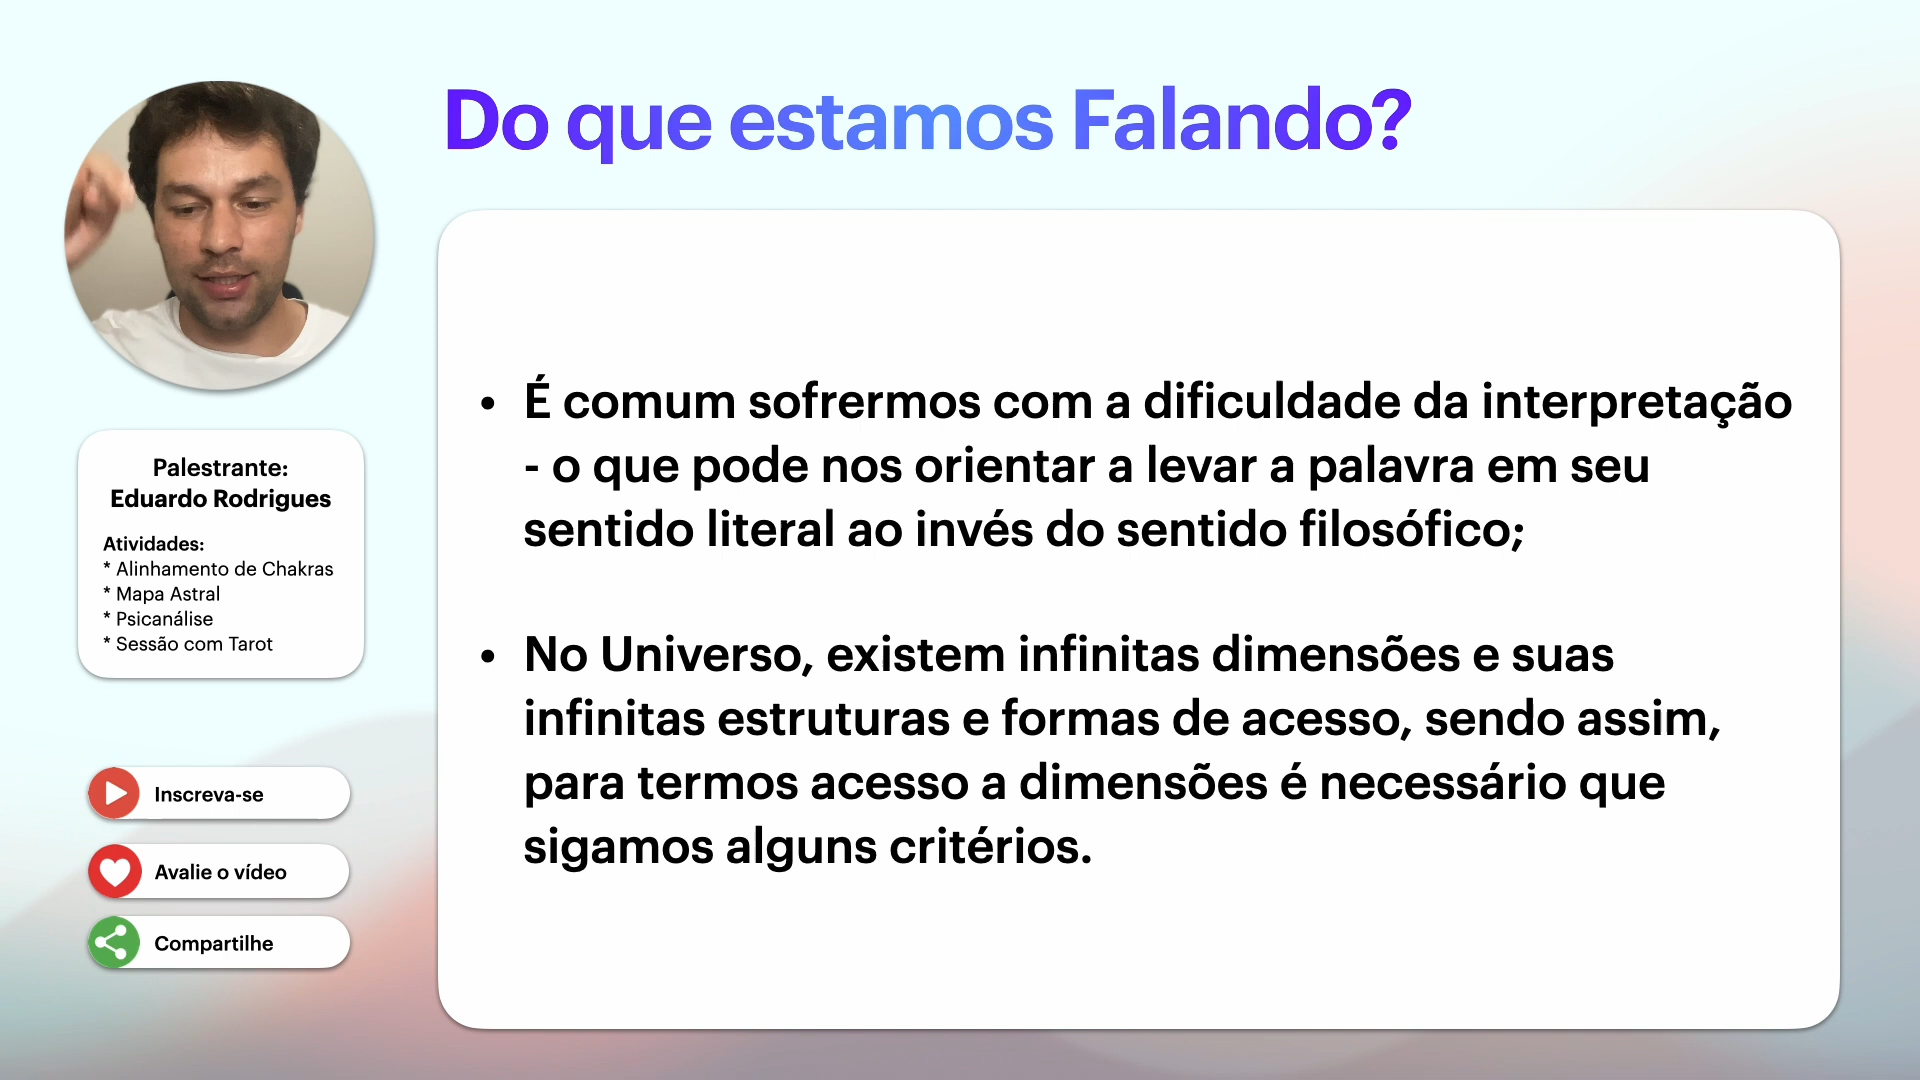 Do que estamos Falando?
Palestrante:
Eduardo Rodrigues
Atividades:
* Alinhamento de Chakras
* Mapa Astral
* Psicanálise
* Sessão com Tarot
Inscreva-se
Avalie o vídeo
Compartilhe
• É comum sofrermos com a dificuldade da interpretação
- o que pode nos orientar a levar a palavra em seu
sentido literal ao invés do sentido filosófico;
• No Universo, existem infinitas dimensões e suas
infinitas estruturas e formas de acesso, sendo assim,
para termos acesso a dimensões é necessário que
sigamos alguns critérios.